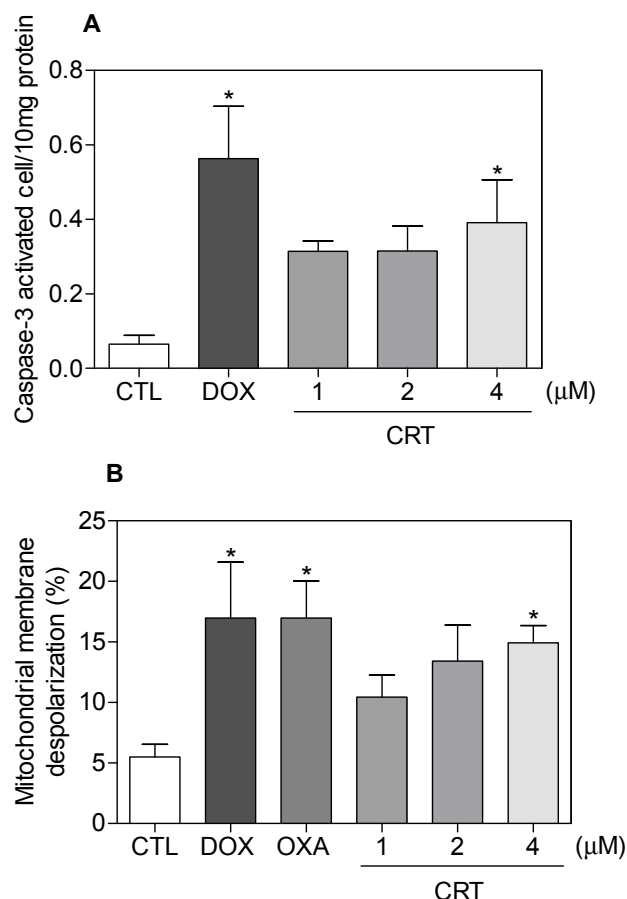 A
Caspase-3 activated cell/10mg protein
0.8
0.6
0.4
0.2
0.0
*
*
CTL DOX 1 2 4 (μM)
CRT
B
Mitochondrial membrane
despolarization (%)
25
20
15
10
5
0
*
*
*
CTL DOX OXA 1 2 4 (μM)
CRT